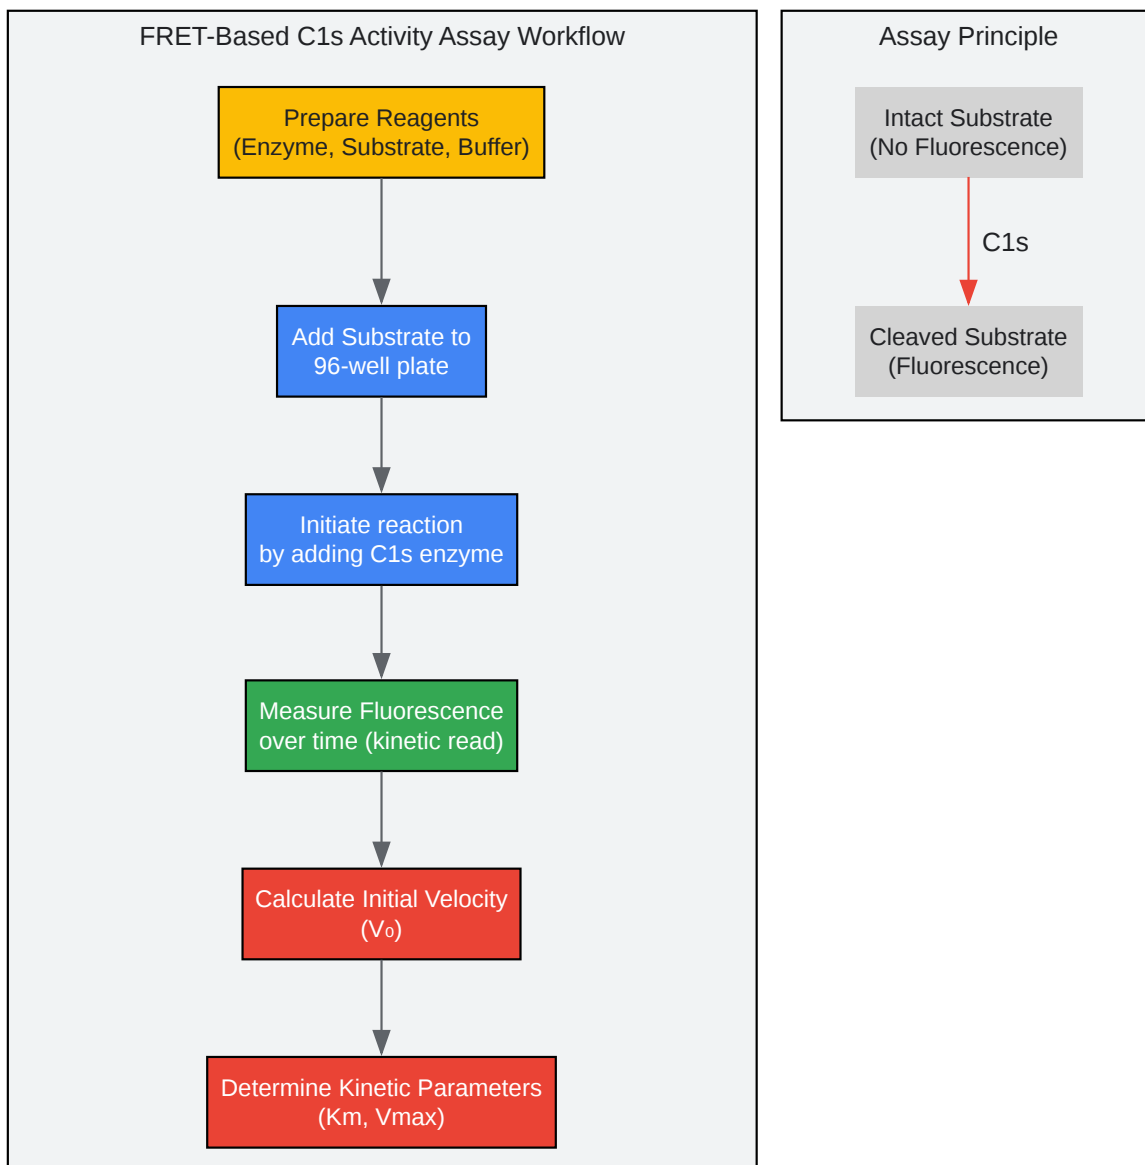 FRET-Based C1s Activity Assay Workflow
Prepare Reagents
(Enzyme, Substrate, Buffer)
Add Substrate to
96-well plate
Initiate reaction
by adding C1s enzyme
Measure Fluorescence
over time (kinetic read)
Calculate Initial Velocity
(V₀)
Determine Kinetic Parameters
(Km, Vmax)
Assay Principle
Intact Substrate
(No Fluorescence)
C1s
Cleaved Substrate
(Fluorescence)